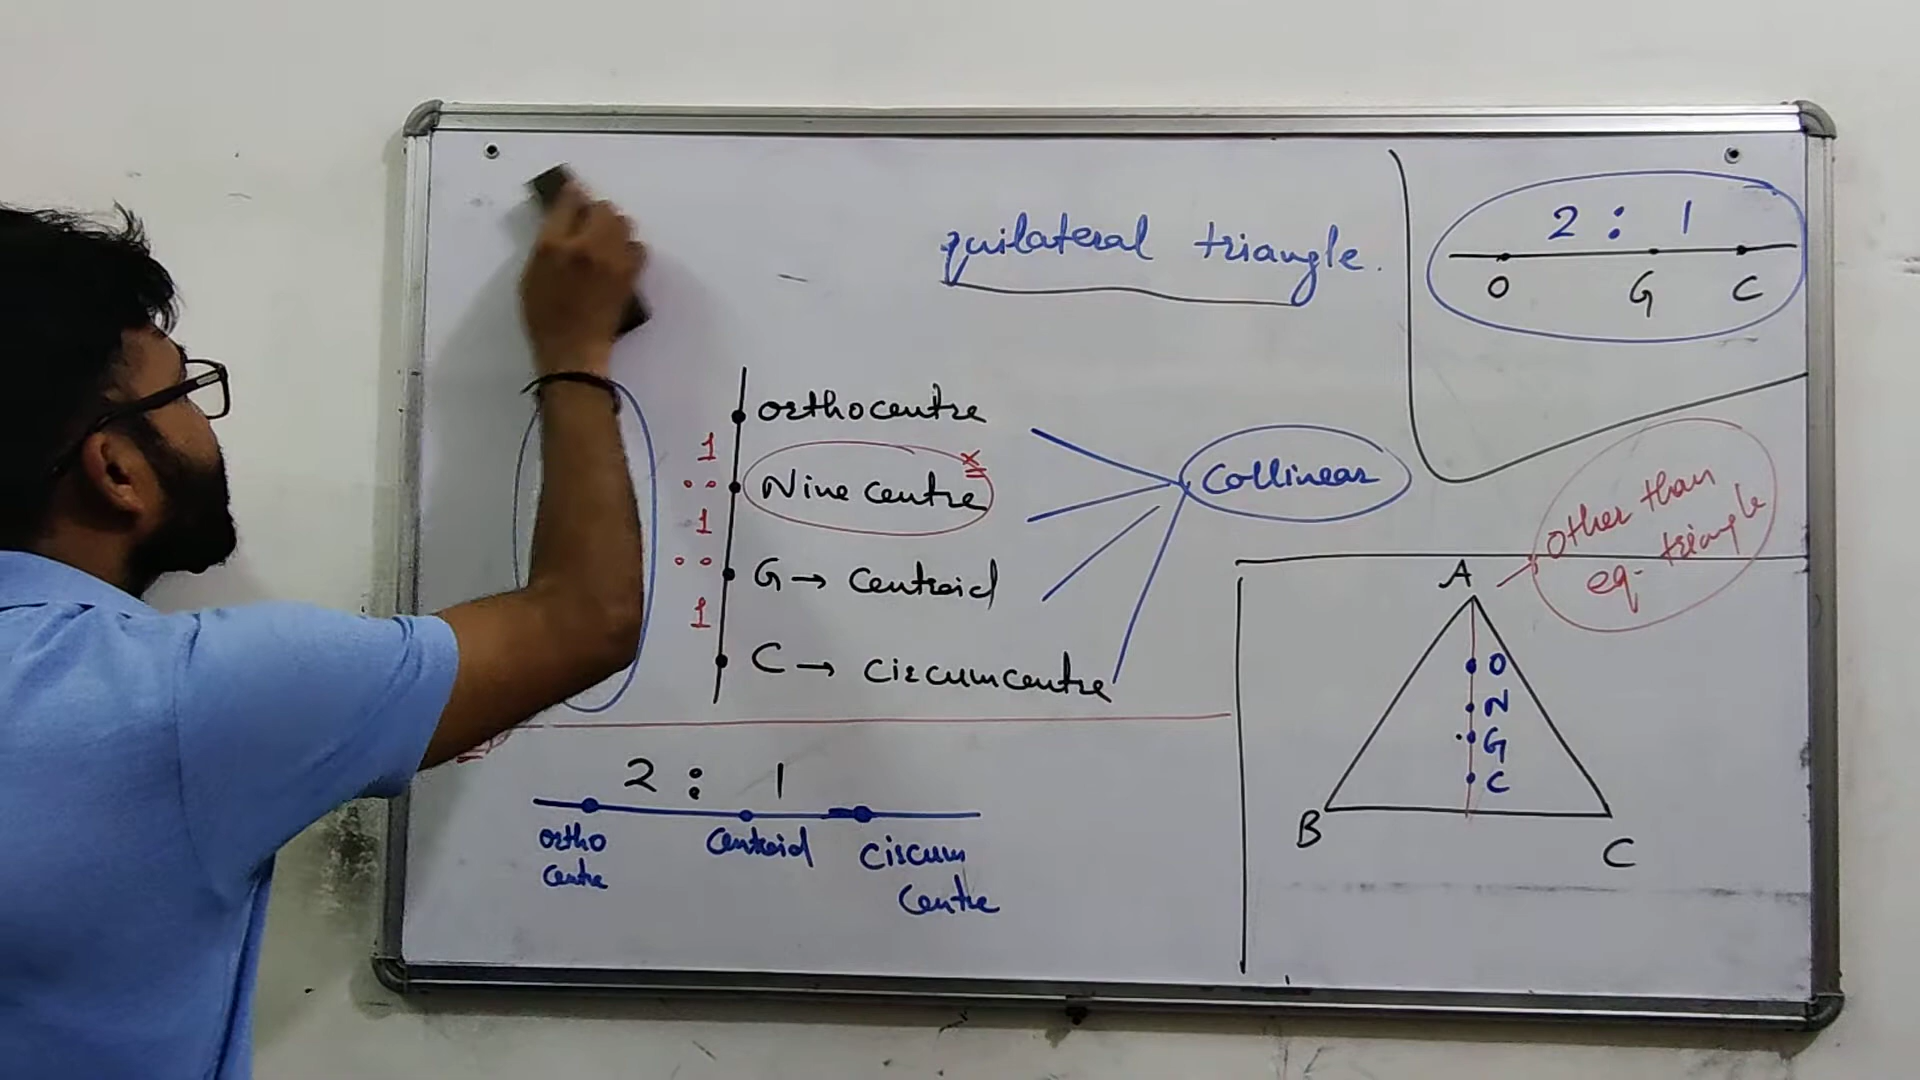 quilateral triangle.
2 : 1
O G C
orthocentre
1
Nine centre
x
1
G → Centroid
1
C → Circumcentre
Collinear
Other than
eq. triangle
A
O
N
G
C
B C
2 : 1
ortho centre
Centroid
Circum centre